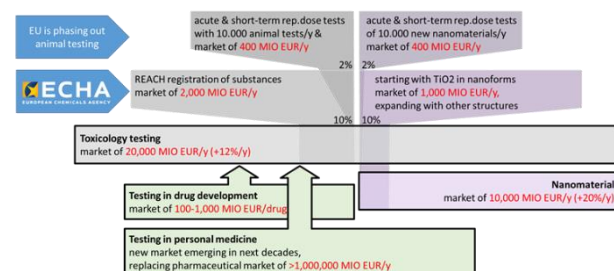 EU is phasing out
animal testing
acute & short-term rep.dose tests
with 10.000 animal tests/y &
market of 400 MIO EUR/y
2%
acute & short-term rep.dose tests
of 10.000 new nanomaterials/y
market of 400 MIO EUR/y
2%
ECHA
EUROPEAN CHEMICALS AGENCY
REACH registration of substances
market of 2,000 MIO EUR/y
10%
starting with TiO2 in nanoforms
market of 1,000 MIO EUR/y,
expanding with other structures
10%
Toxicology testing
market of 20,000 MIO EUR/y (+12%/y)
Nanomaterial
market of 10,000 MIO EUR/y (+20%/y)
Testing in drug development
market of 100-1,000 MIO EUR/drug
Testing in personal medicine
new market emerging in next decades,
replacing pharmaceutical market of >1,000,000 MIO EUR/y